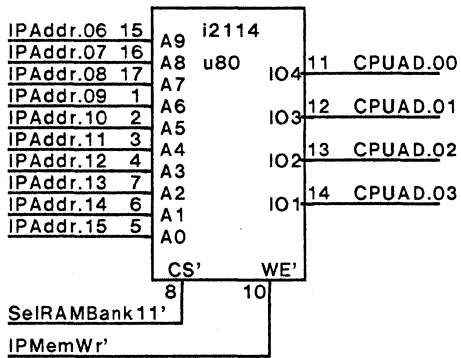 IPAddr.06 15 A9 i2114
IPAddr.07 16 A8 u80
IPAddr.08 17 A7 IO4 11 CPUAD.00
IPAddr.09 1 A6
IPAddr.10 2 A5 IO3 12 CPUAD.01
IPAddr.11 3 A4
IPAddr.12 4 A3 IO2 13 CPUAD.02
IPAddr.13 7 A2
IPAddr.14 6 A1 IO1 14 CPUAD.03
IPAddr.15 5 A0
CS' WE'
8 10
SelRAMBank11'
IPMemWr'